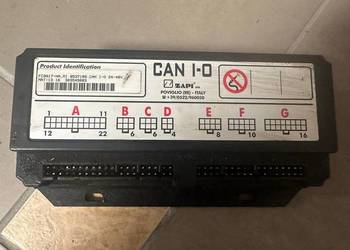 Product Identification
CAN I-O
ZAPI
POVIGLIO (RE) - ITALY
A B C D E F G
1 11
12 22 6 6 4 8 10 16